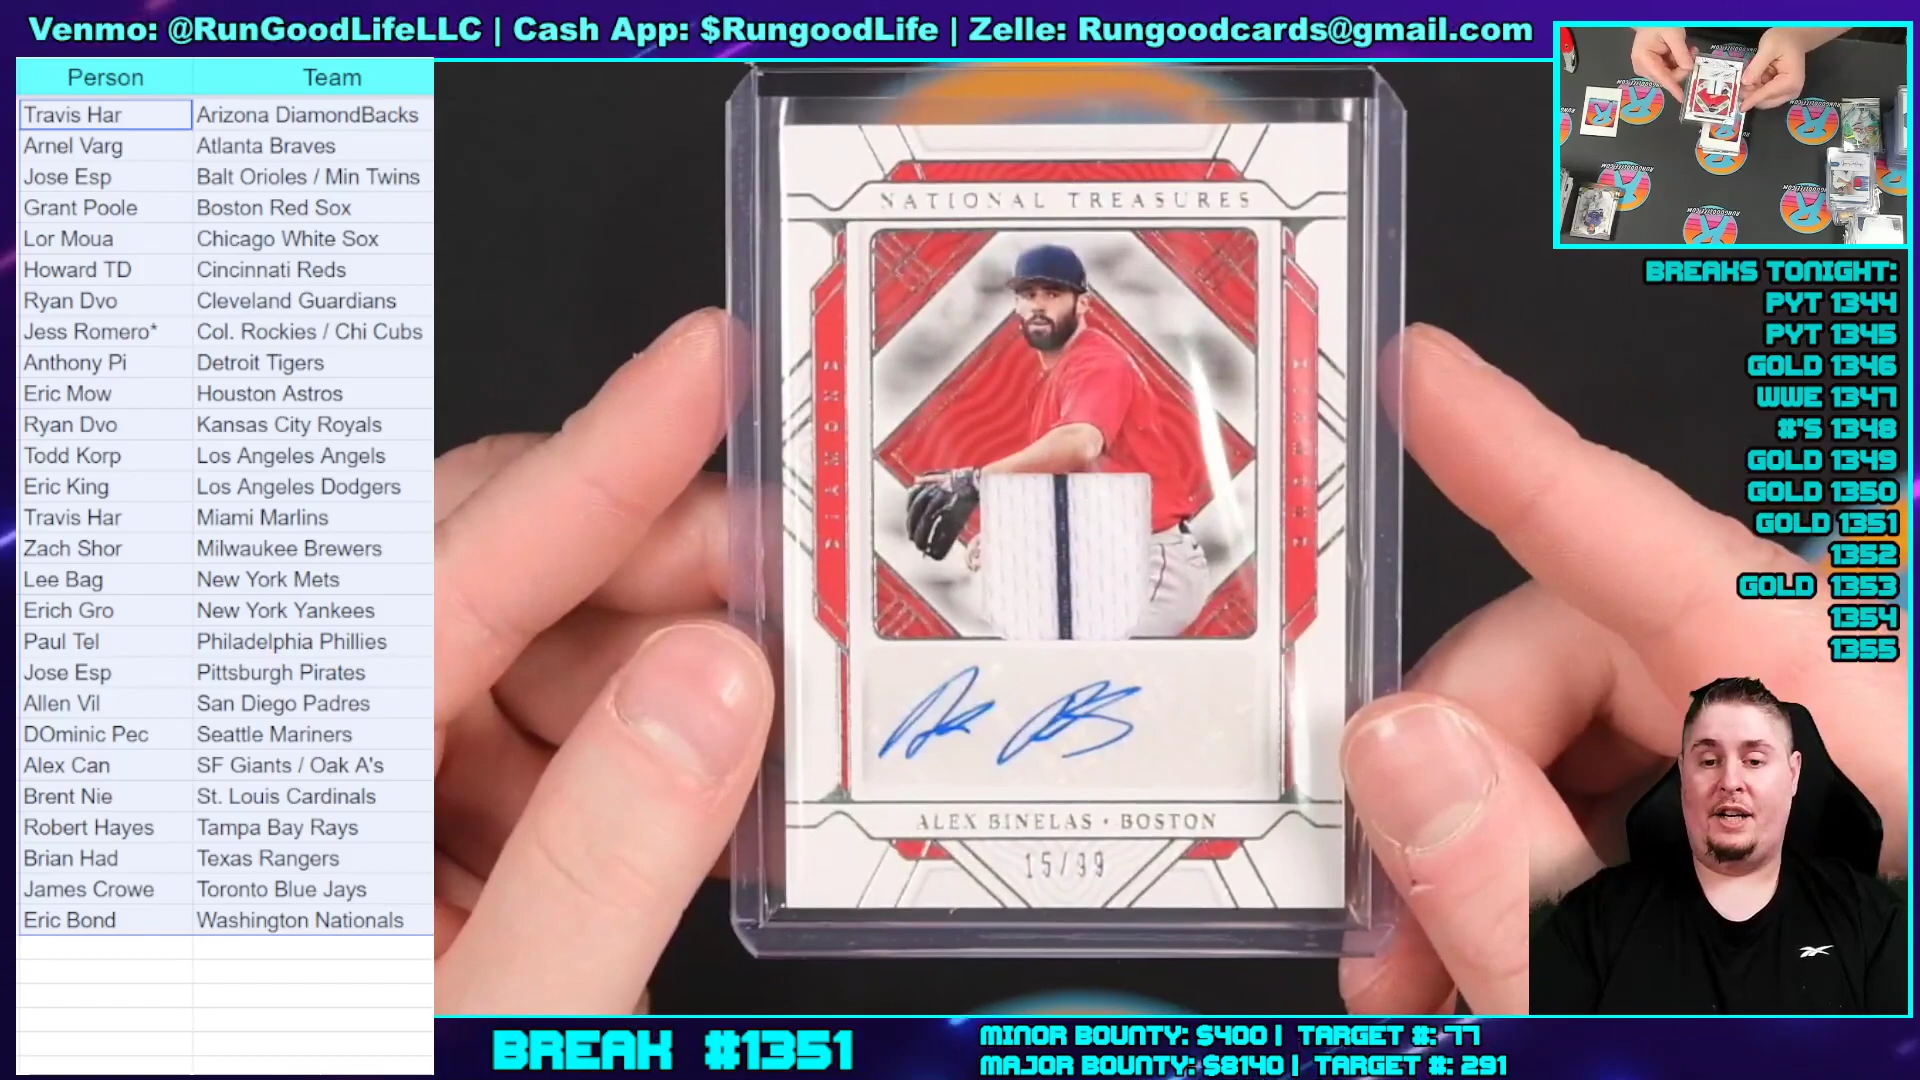 Venmo: @RunGoodLifeLLC | Cash App: $RungoodLife | Zelle: Rungoodcards@gmail.com
Person Team
Travis Har Arizona DiamondBacks
Arnel Varg Atlanta Braves
Jose Esp Balt Orioles / Min Twins
Grant Poole Boston Red Sox
Lor Moua Chicago White Sox
Howard TD Cincinnati Reds
Ryan Dvo Cleveland Guardians
Jess Romero* Col. Rockies / Chi Cubs
Anthony Pi Detroit Tigers
Eric Mow Houston Astros
Ryan Dvo Kansas City Royals
Todd Korp Los Angeles Angels
Eric King Los Angeles Dodgers
Travis Har Miami Marlins
Zach Shor Milwaukee Brewers
Lee Bag New York Mets
Erich Gro New York Yankees
Paul Tel Philadelphia Phillies
Jose Esp Pittsburgh Pirates
Allen Vil San Diego Padres
DOminic Pec Seattle Mariners
Alex Can SF Giants / Oak A's
Brent Nie St. Louis Cardinals
Robert Hayes Tampa Bay Rays
Brian Had Texas Rangers
James Crowe Toronto Blue Jays
Eric Bond Washington Nationals
NATIONAL TREASURES
ALEX BINELAS • BOSTON
15/99
BREAKS TONIGHT:
PYT 1344
PYT 1345
GOLD 1346
WWE 1347
#'S 1348
GOLD 1349
GOLD 1350
GOLD 1351
1352
GOLD 1353
1354
1355
BREAK #1351
MINOR BOUNTY: $400 | TARGET #: 77
MAJOR BOUNTY: $8140 | TARGET #: 291